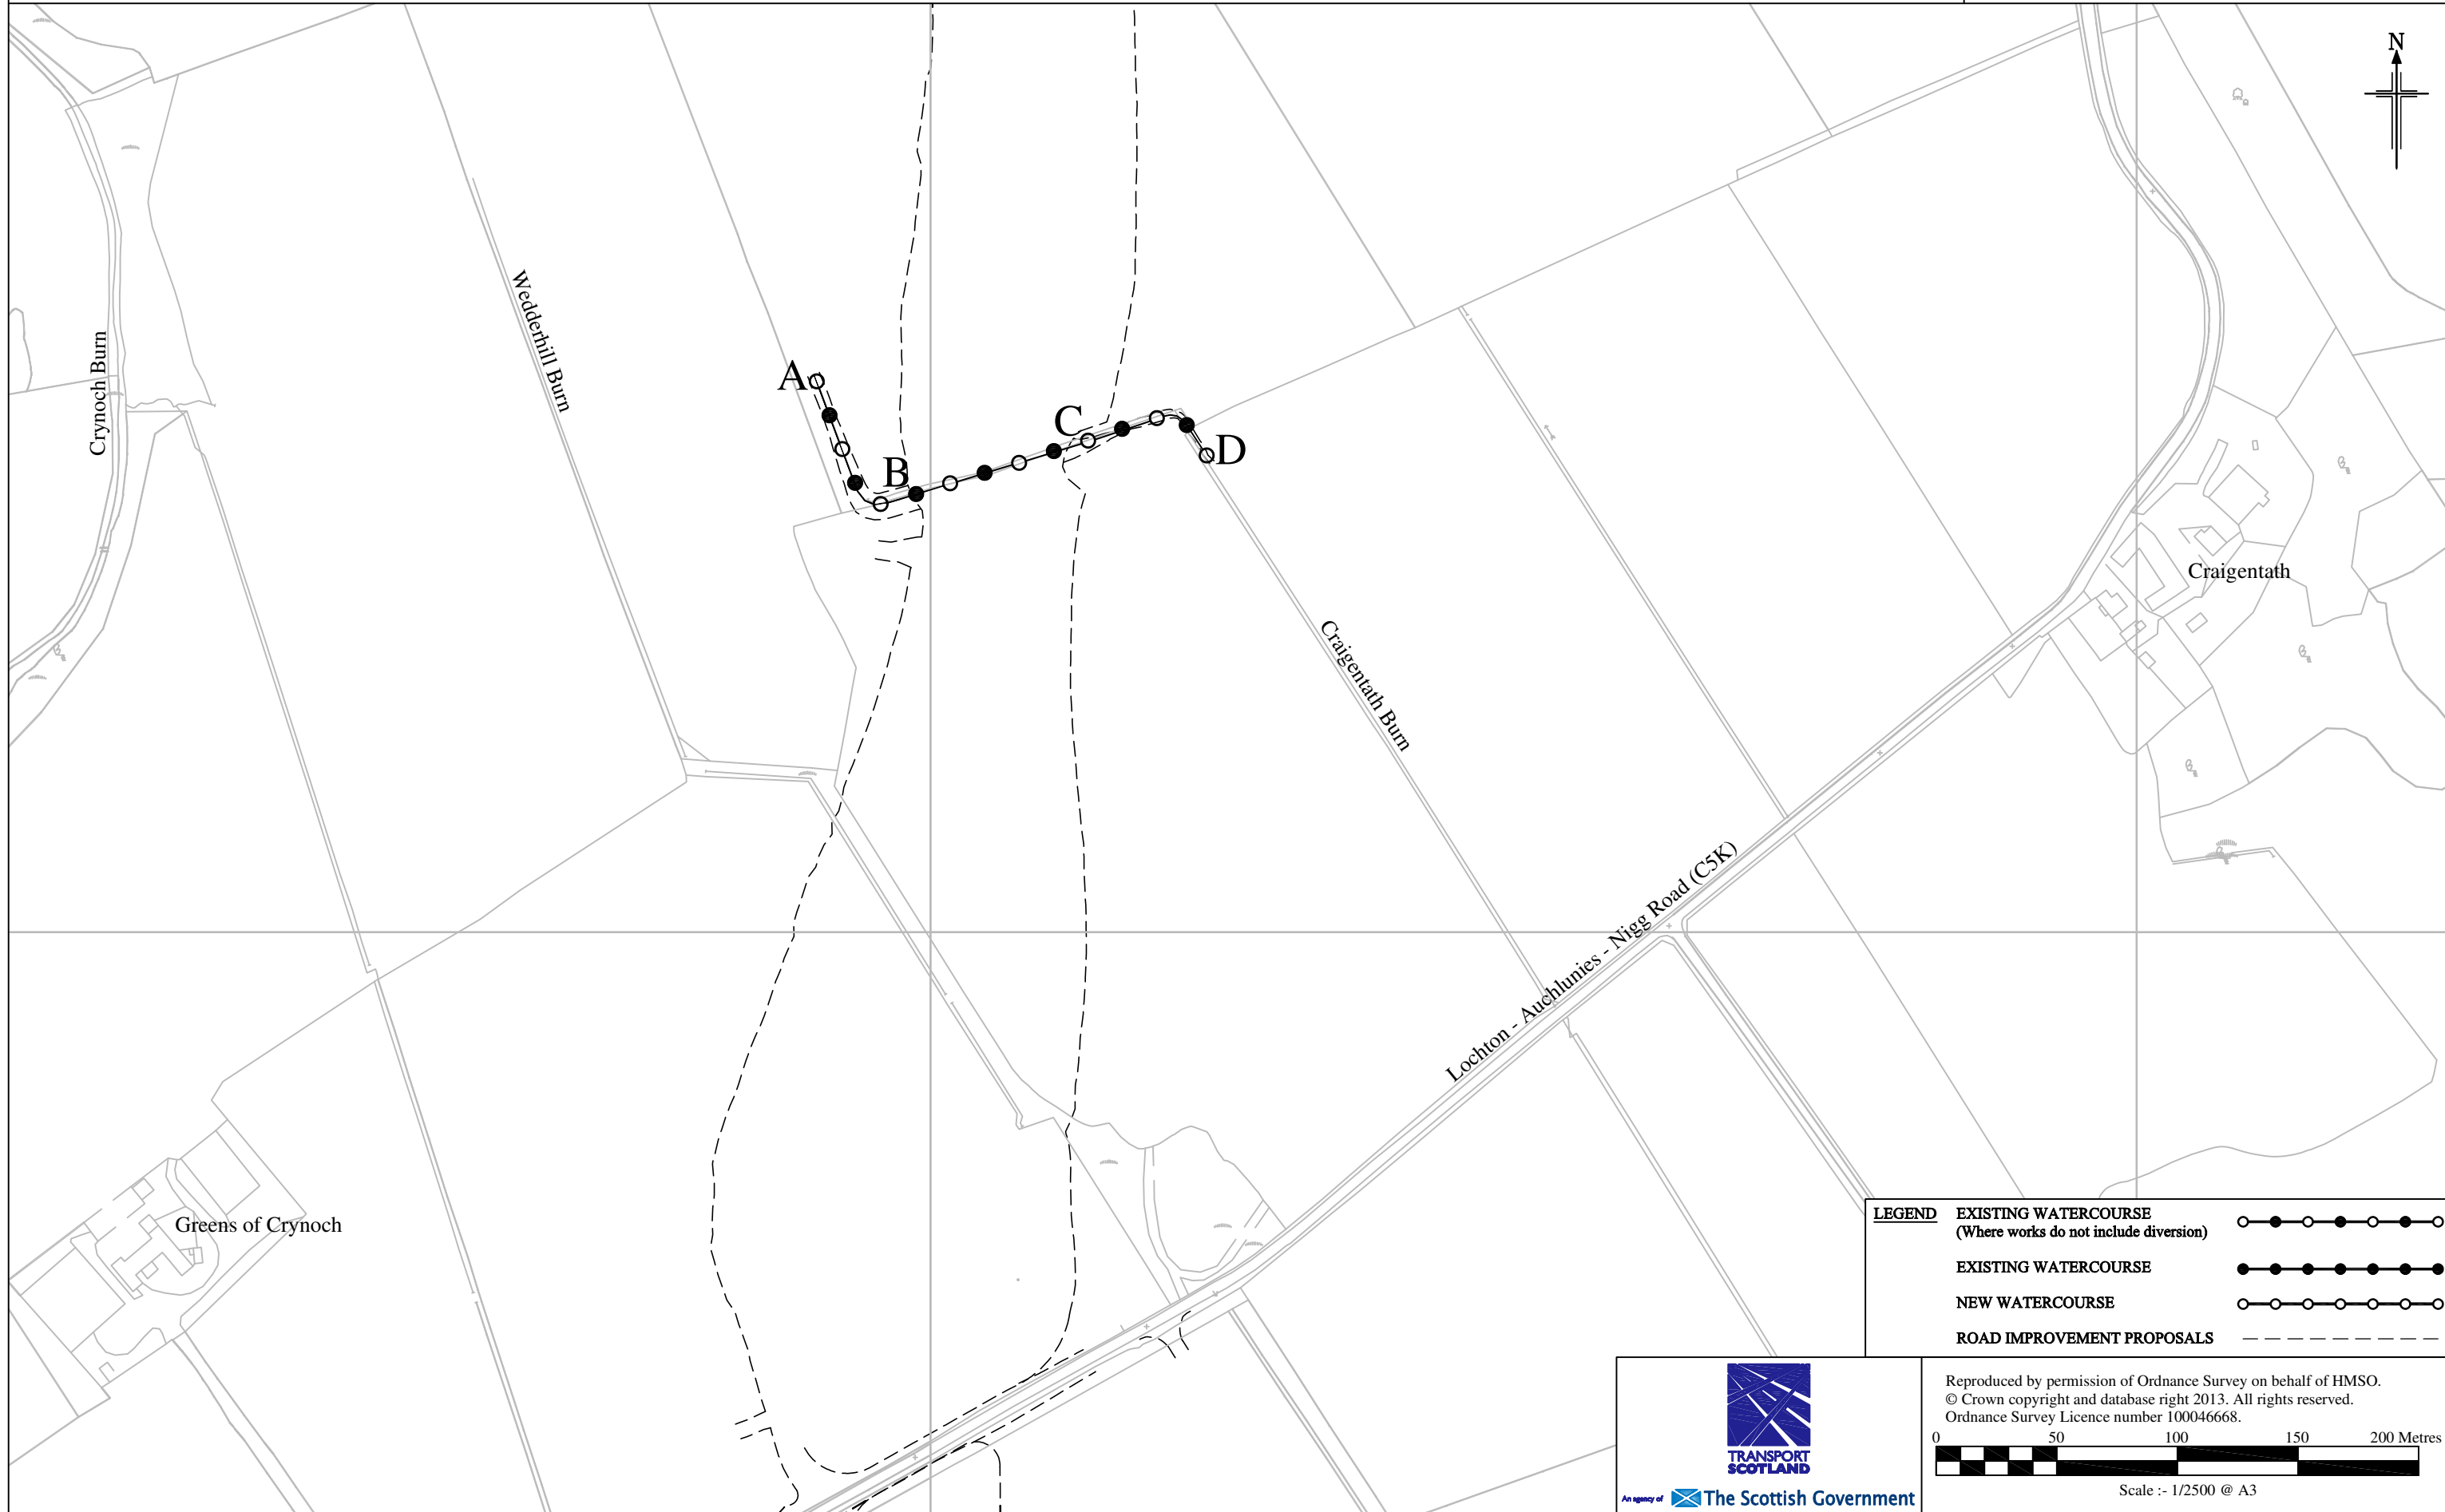 N
Crynoch Burn
Wedderhill Burn
A
B
C
D
Craigentath
Craigentath Burn
Lochton - Auchlunies - Nigg Road (C5K)
Greens of Crynoch
LEGEND
EXISTING WATERCOURSE
(Where works do not include diversion)
EXISTING WATERCOURSE
NEW WATERCOURSE
ROAD IMPROVEMENT PROPOSALS
TRANSPORT
SCOTLAND
An agency of The Scottish Government
Reproduced by permission of Ordnance Survey on behalf of HMSO.
© Crown copyright and database right 2013. All rights reserved.
Ordnance Survey Licence number 100046668.
0 50 100 150 200 Metres
Scale :- 1/2500 @ A3